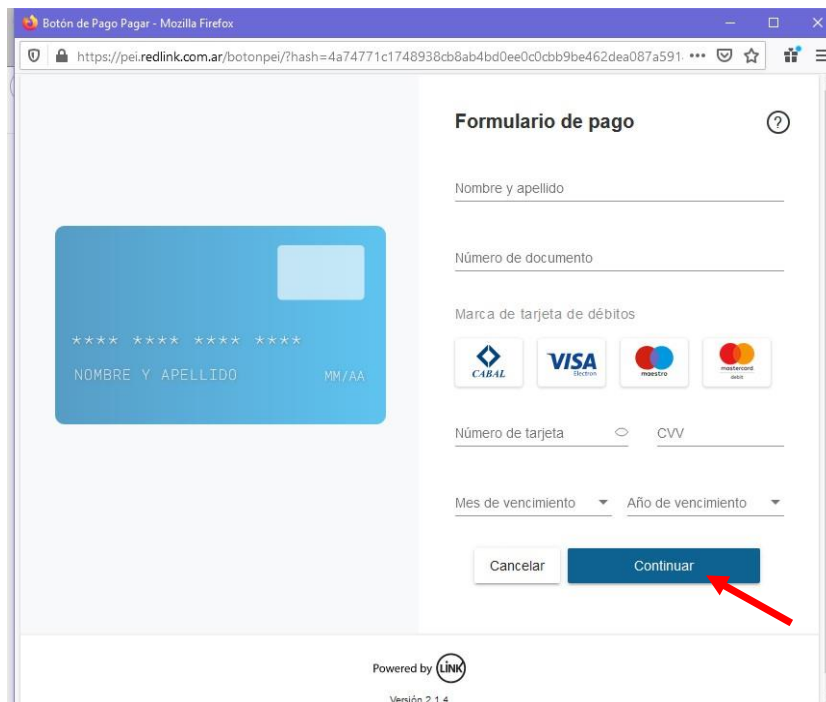 Botón de Pago Pagar - Mozilla Firefox
https://pei.redlink.com.ar/botonpei/?hash=4a74771c1748938cb8ab4bd0ee0c0cbb9be462dea087a591
Formulario de pago
?
Nombre y apellido
Número de documento
Marca de tarjeta de débitos
**** **** **** ****
NOMBRE Y APELLIDO MM/AA
CABAL
VISA
Electron
maestro
mastercard
debit
Número de tarjeta CVV
Mes de vencimiento Año de vencimiento
Cancelar Continuar
Powered by LINK
Versión 2.1.4